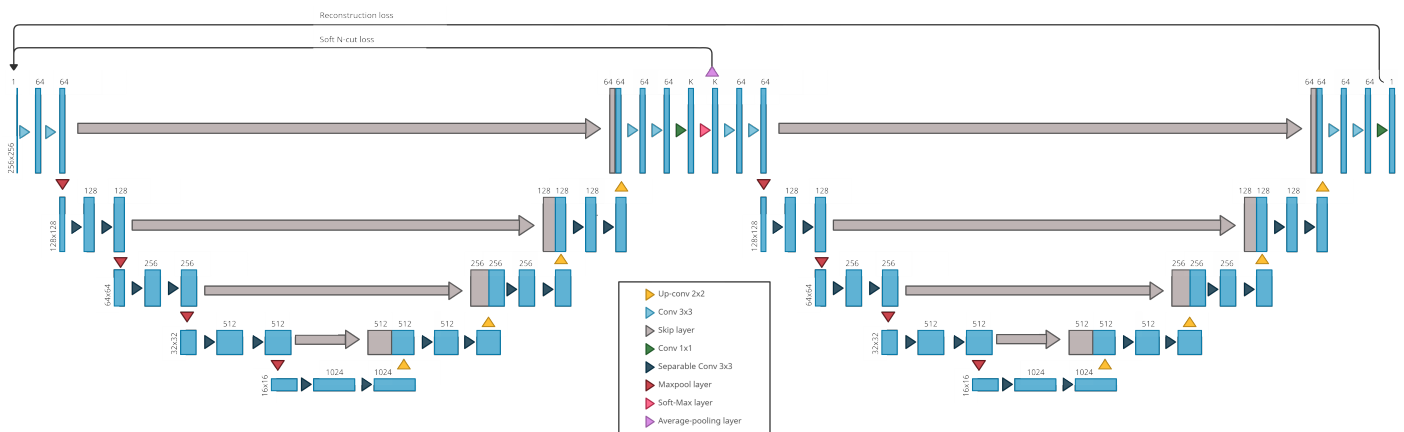 Reconstruction loss
Soft N-cut loss
1 64 64 64 64 64 64 K K 64 64 64 64 64 64 1
256x256
128 128 128 128 128 128 128 128 128 128
128x128 128x128
256 256 256 256 256 256 256 256 256 256
64x64 64x64
512 512 512 512 512 512 512 512 512 512
32x32 32x32
1024 1024 1024 1024
16x16 16x16
Up-conv 2x2
Conv 3x3
Skip layer
Conv 1x1
Separable Conv 3x3
Maxpool layer
Soft-Max layer
Average-pooling layer